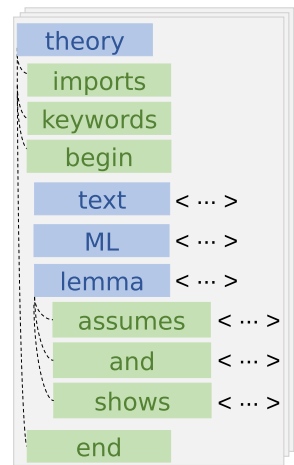 theory
imports
keywords
begin
text < ... >
ML < ... >
lemma < ... >
assumes < ... >
and < ... >
shows < ... >
end